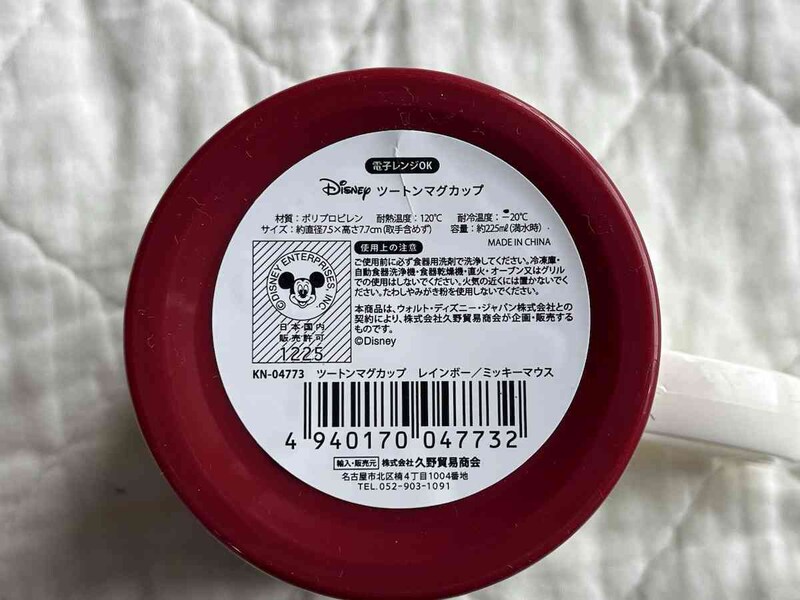 電子レンジOK
Disney ツートンマグカップ
材質：ポリプロピレン 耐熱温度：120℃ 耐冷温度：−20℃
サイズ：約直径7.5×高さ7.7cm(取手含めず) 容量：約225㎖(満水時)
使用上の注意 MADE IN CHINA
ご使用前に必ず食器用洗剤で洗浄してください。冷凍庫・
自動食器洗浄機・食器乾燥機・直火・オーブン又はグリル
での使用はしないでください。火気の近くには置かないでく
ださい。たわしやみがき粉を使用しないでください。
本商品は、ウォルト・ディズニー・ジャパン株式会社との
契約により、株式会社久野貿易商会が企画・販売する
ものです。
©Disney
©DISNEY ENTERPRISES, INC.
日本国内
販売許可
1225
KN-04773 ツートンマグカップ レインボー／ミッキーマウス
4 940170 047732
輸入・販売元 株式会社久野貿易商会
名古屋市北区楠4丁目1004番地
TEL.052-903-1091